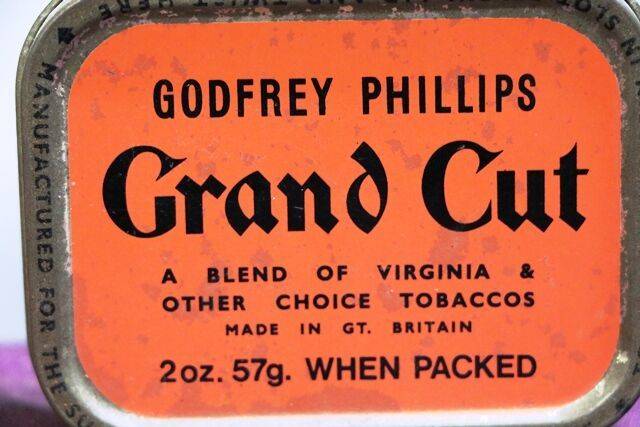 GODFREY PHILLIPS
Grand Cut
A BLEND OF VIRGINIA &
OTHER CHOICE TOBACCOS
MADE IN GT. BRITAIN
2oz. 57g. WHEN PACKED
MANUFACTURED FOR THE